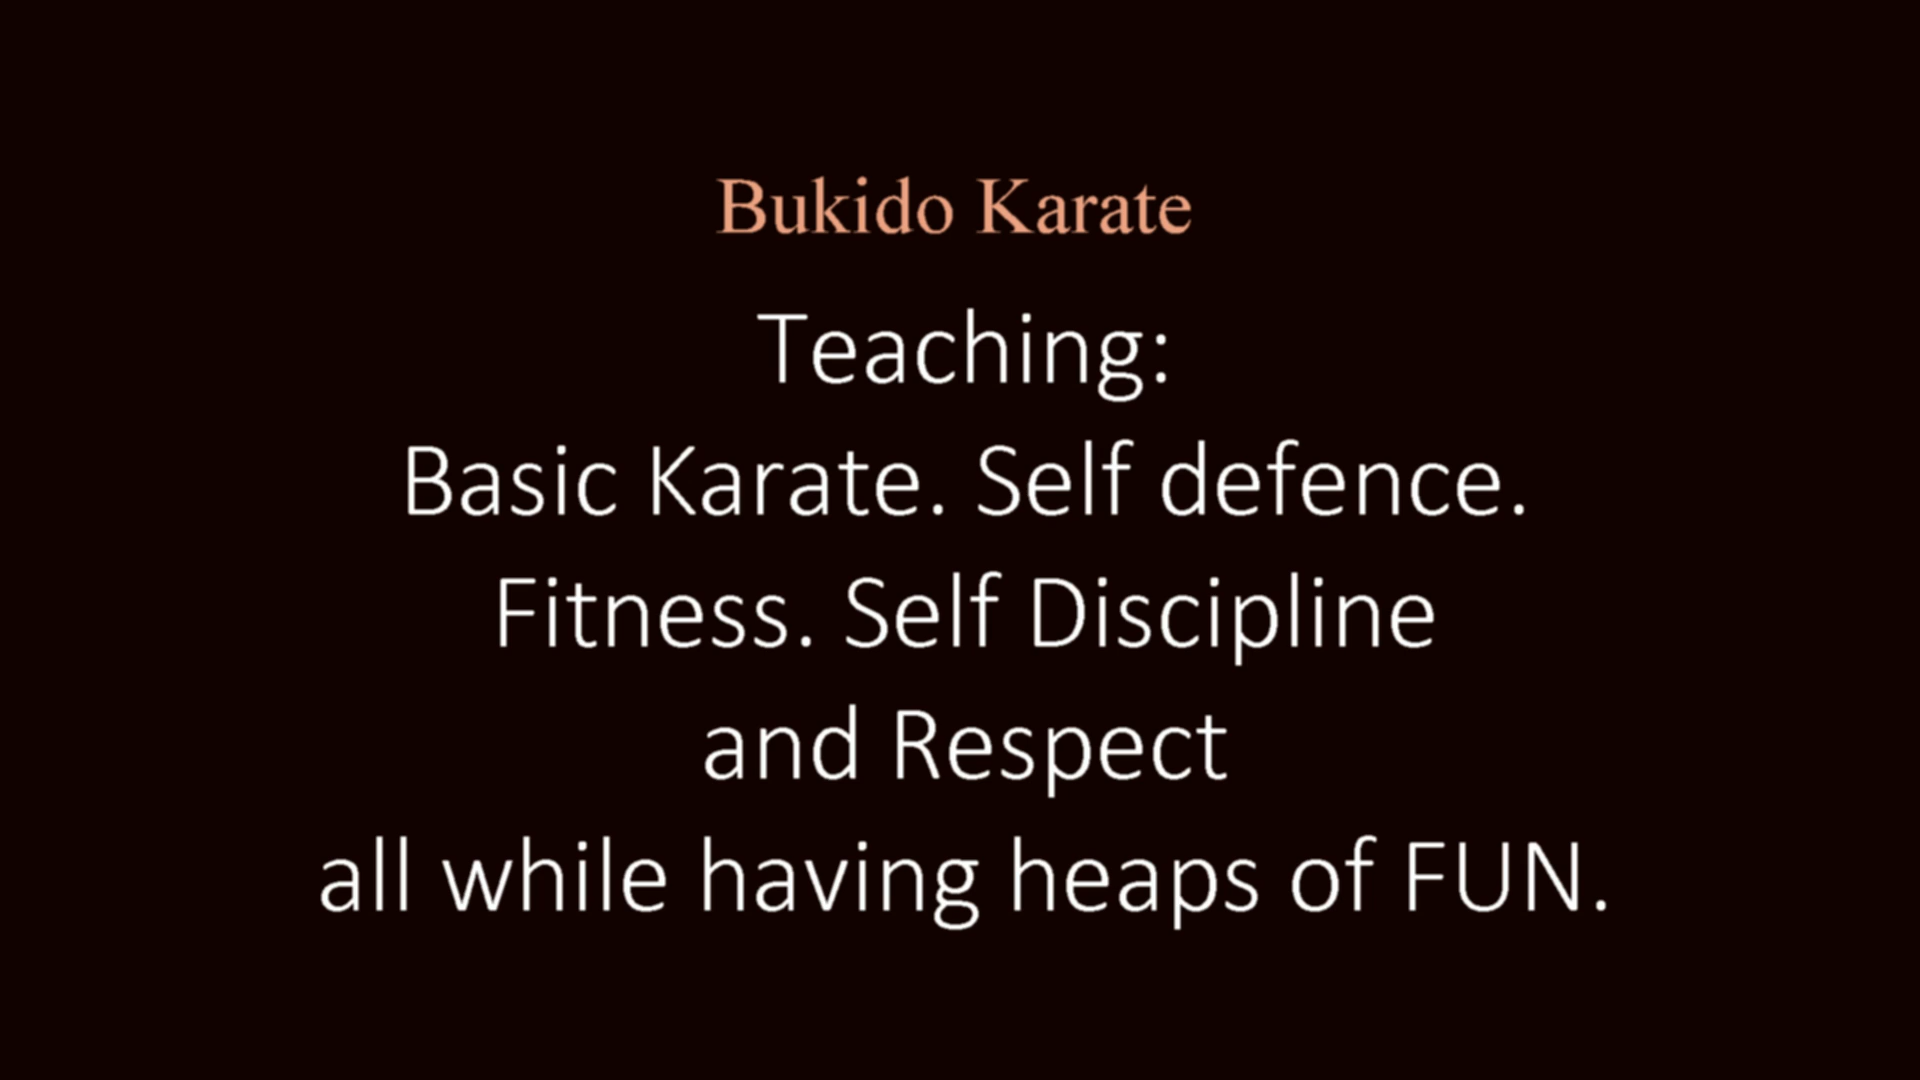 Bukido Karate
Teaching:
Basic Karate. Self defence.
Fitness. Self Discipline
and Respect
all while having heaps of FUN.